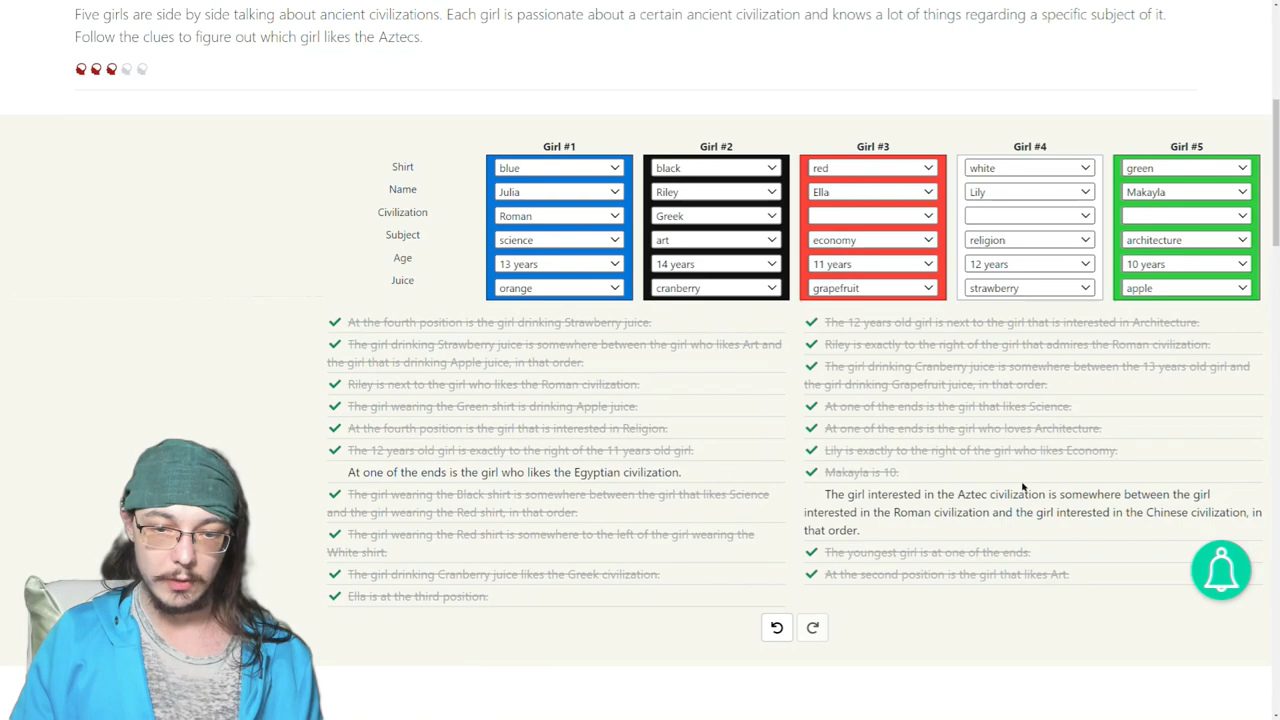 Five girls are side by side talking about ancient civilizations. Each girl is passionate about a certain ancient civilization and knows a lot of things regarding a specific subject of it.
Follow the clues to figure out which girl likes the Aztecs.
Girl #1 Girl #2 Girl #3 Girl #4 Girl #5
Shirt blue black red white green
Name Julia Riley Ella Lily Makayla
Civilization Roman Greek
Subject science art economy religion architecture
Age 13 years 14 years 11 years 12 years 10 years
Juice orange cranberry grapefruit strawberry apple
At the fourth position is the girl drinking Strawberry juice.
The girl drinking Strawberry juice is somewhere between the girl who likes Art and
the girl that is drinking Apple juice, in that order.
Riley is next to the girl who likes the Roman civilization.
The girl wearing the Green shirt is drinking Apple juice.
At the fourth position is the girl that is interested in Religion.
The 12 years old girl is exactly to the right of the 11 years old girl.
At one of the ends is the girl who likes the Egyptian civilization.
The girl wearing the Black shirt is somewhere between the girl that likes Science
and the girl wearing the Red shirt, in that order.
The girl wearing the Red shirt is somewhere to the left of the girl wearing the
White shirt.
The girl drinking Cranberry juice likes the Greek civilization.
Ella is at the third position.
The 12 years old girl is next to the girl that is interested in Architecture.
Riley is exactly to the right of the girl that admires the Roman civilization.
The girl drinking Cranberry juice is somewhere between the 13 years old girl and
the girl drinking Grapefruit juice, in that order.
At one of the ends is the girl that likes Science.
At one of the ends is the girl who loves Architecture.
Lily is exactly to the right of the girl who likes Economy.
Makayla is 10.
The girl interested in the Aztec civilization is somewhere between the girl
interested in the Roman civilization and the girl interested in the Chinese civilization, in
that order.
The youngest girl is at one of the ends.
At the second position is the girl that likes Art.